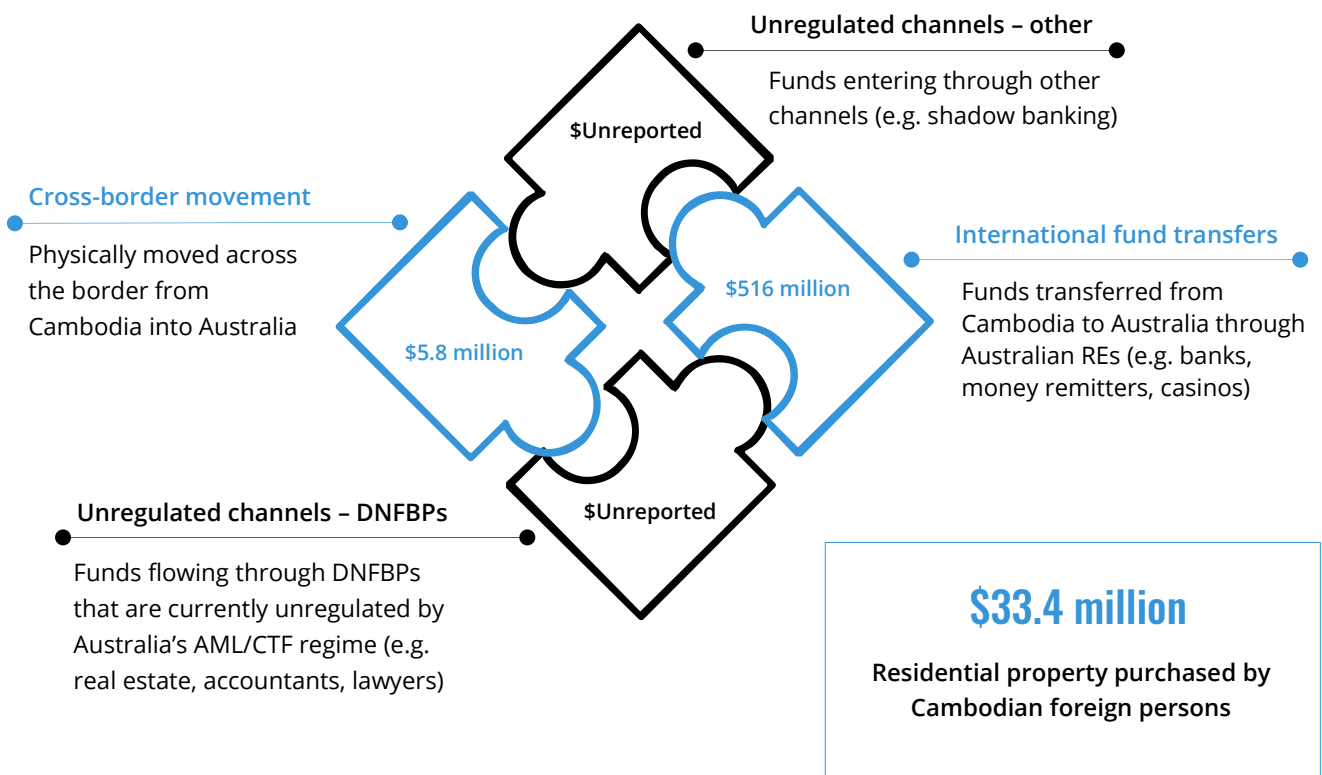 Unregulated channels – other
Funds entering through other
channels (e.g. shadow banking)
$Unreported
Cross-border movement
Physically moved across
the border from
Cambodia into Australia
$5.8 million
International fund transfers
$516 million
Funds transferred from
Cambodia to Australia through
Australian REs (e.g. banks,
money remitters, casinos)
Unregulated channels – DNFBPs
$Unreported
Funds flowing through DNFBPs
that are currently unregulated by
Australia’s AML/CTF regime (e.g.
real estate, accountants, lawyers)
$33.4 million
Residential property purchased by
Cambodian foreign persons